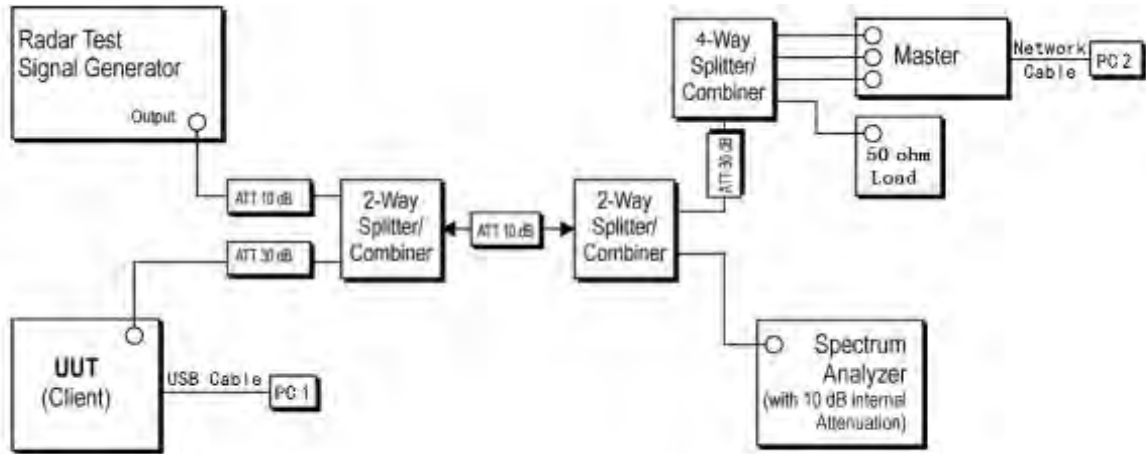 Radar Test
Signal Generator
Output
ATT 10 dB
2-Way
Splitter/
Combiner
ATT 30 dB
UUT
(Client)
USB Cable
PC 1
ATT 10 dB
2-Way
Splitter/
Combiner
ATT 30 dB
4-Way
Splitter/
Combiner
Master
Network
Cable
PC 2
50 ohm
Load
Spectrum
Analyzer
(with 10 dB internal
Attenuation)